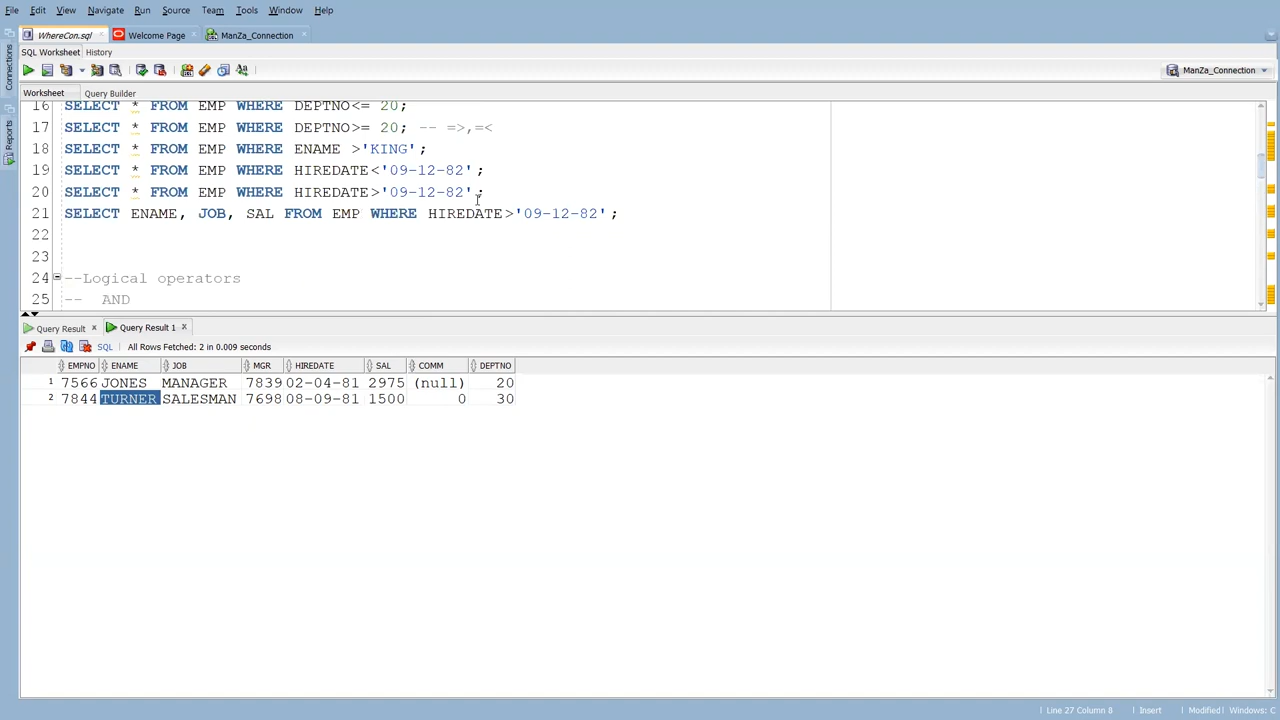 File Edit View Navigate Run Source Team Tools Window Help
WhereCon.sql Welcome Page ManZa_Connection
SQL Worksheet History
ManZa_Connection
Worksheet Query Builder
16 SELECT * FROM EMP WHERE DEPTNO<= 20;
17 SELECT * FROM EMP WHERE DEPTNO>= 20; -- =>,=<
18 SELECT * FROM EMP WHERE ENAME >'KING';
19 SELECT * FROM EMP WHERE HIREDATE<'09-12-82';
20 SELECT * FROM EMP WHERE HIREDATE>'09-12-82';
21 SELECT ENAME, JOB, SAL FROM EMP WHERE HIREDATE>'09-12-82';
22
23
24 --Logical operators
25 -- AND
Query Result Query Result 1
SQL All Rows Fetched: 2 in 0.009 seconds
EMPNO ENAME JOB MGR HIREDATE SAL COMM DEPTNO
1 7566 JONES MANAGER 7839 02-04-81 2975 (null) 20
2 7844 TURNER SALESMAN 7698 08-09-81 1500 0 30
Line 27 Column 8 Insert Modified Windows: C
Connections
Reports